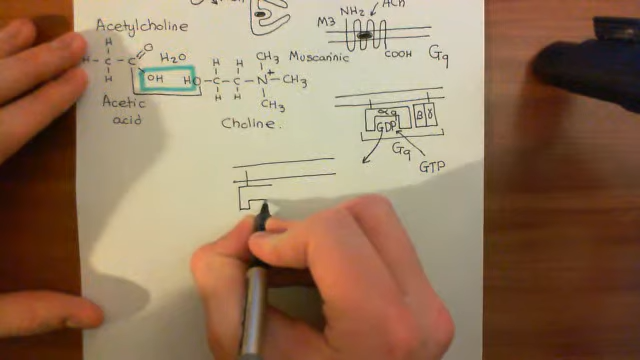 Acetylcholine
H
H-C-C
O
H
OH
H₂O
Acetic
acid
H H CH₃
HO-C-C-N⁺-CH₃
H H CH₃
Choline.
ACh
NH₂
M3
Muscarinic
COOH
Gq
αq
GDP
β γ
Gq
GTP